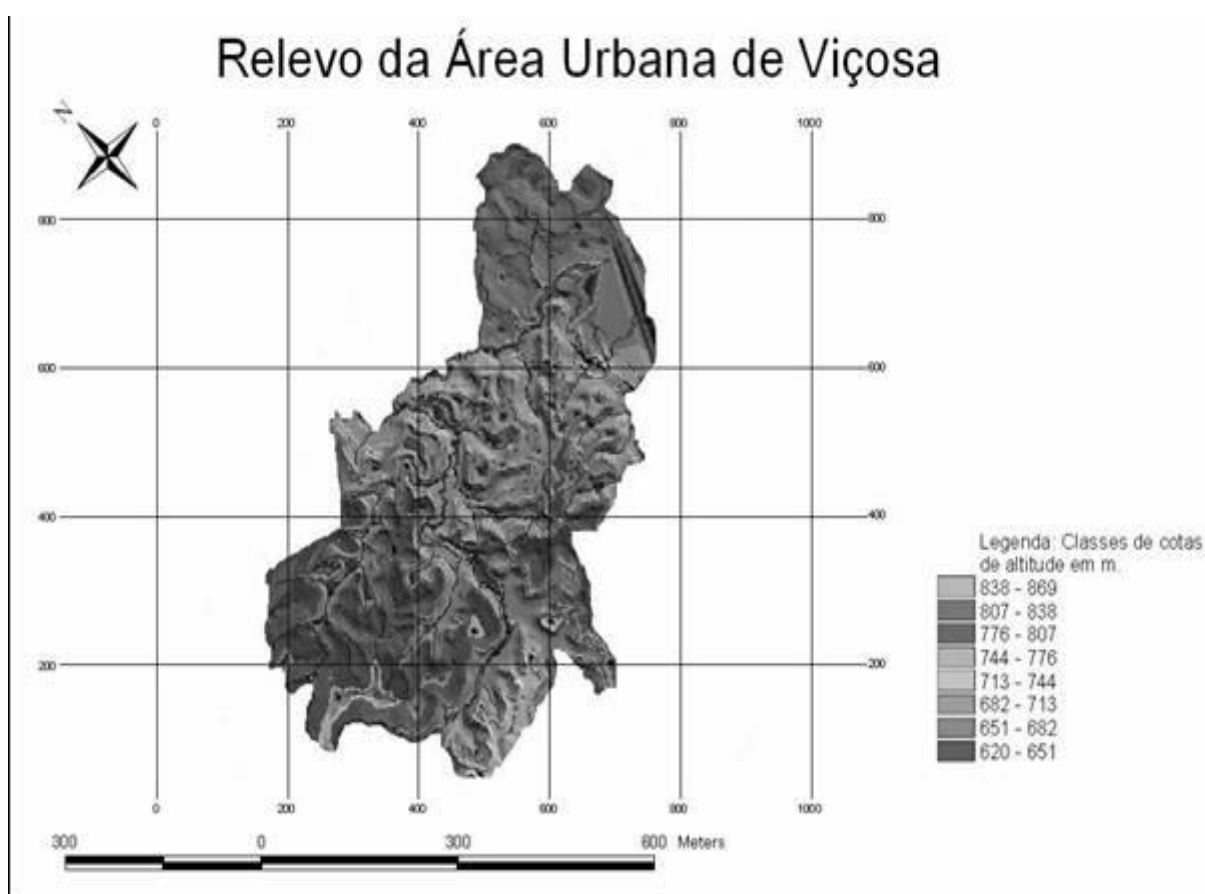 Relevo da Área Urbana de Viçosa
N
0 200 400 600 800 1000
800 800
600 600
400 400
200 200
0 200 400 600 800 1000
Legenda: Classes de cotas
de altitude em m.
838 - 869
807 - 838
776 - 807
744 - 776
713 - 744
682 - 713
651 - 682
620 - 651
300 0 300 600 Meters